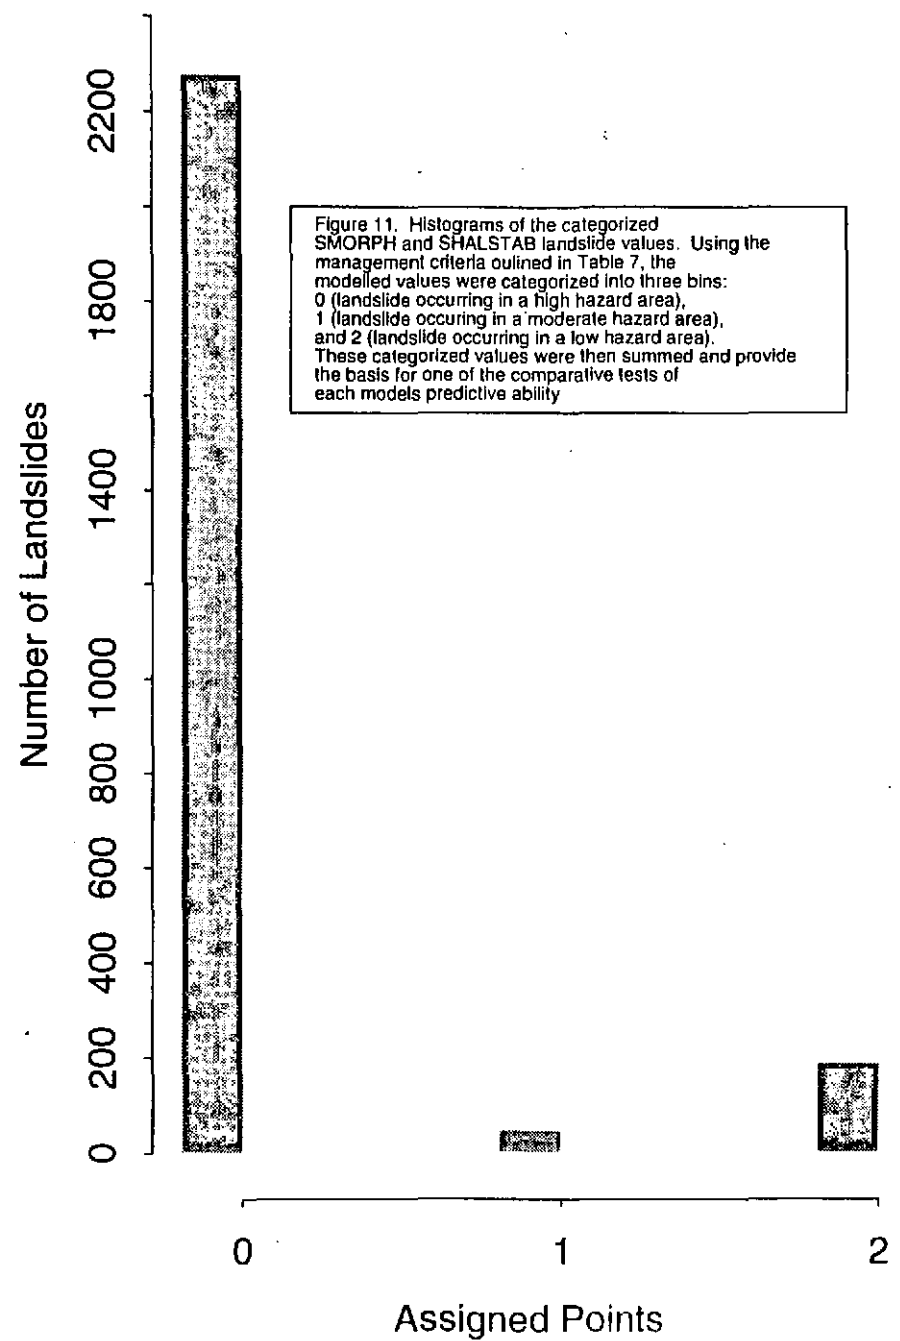 2200
1800
1400
1000
800
600
400
200
0
Number of Landslides
Figure 11. Histograms of the categorized
SMORPH and SHALSTAB landslide values. Using the
management criteria oulined in Table 7, the
modelled values were categorized into three bins:
0 (landslide occurring in a high hazard area),
1 (landslide occuring in a moderate hazard area),
and 2 (landslide occurring in a low hazard area).
These categorized values were then summed and provide
the basis for one of the comparative tests of
each models predictive ability
0 1 2
Assigned Points